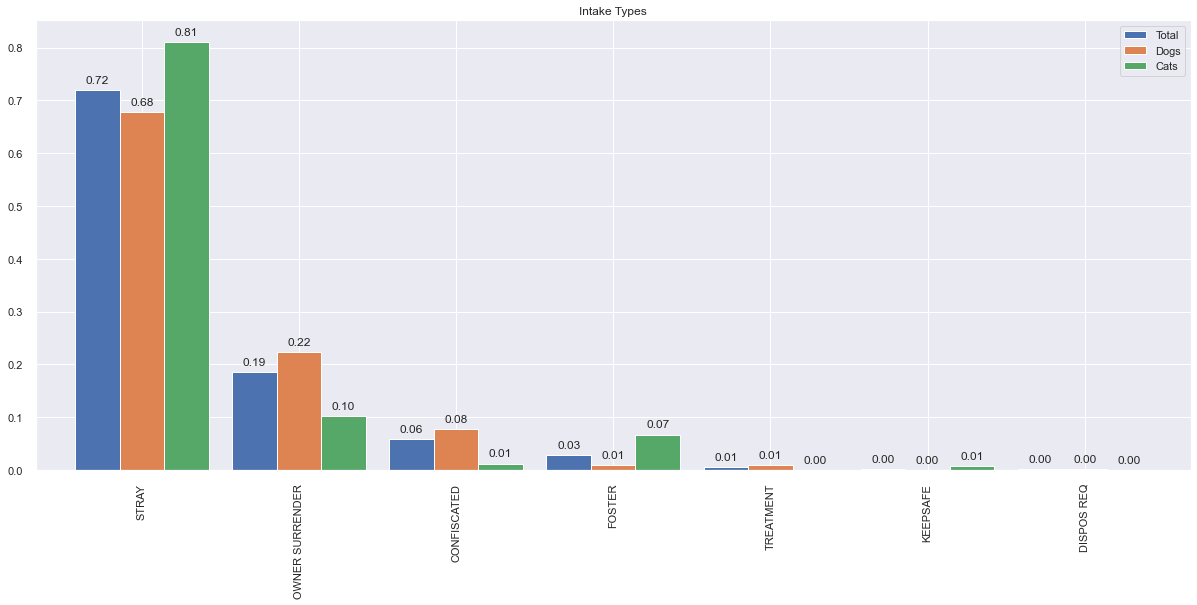 Intake Types
Total
Dogs
Cats
0.8
0.7
0.6
0.5
0.4
0.3
0.2
0.1
0.0
0.72
0.68
0.81
0.19
0.22
0.10
0.06
0.08
0.01
0.03
0.01
0.07
0.01
0.01
0.00
0.00
0.00
0.01
0.00
0.00
0.00
STRAY
OWNER SURRENDER
CONFISCATED
FOSTER
TREATMENT
KEEPSAFE
DISPOS REQ